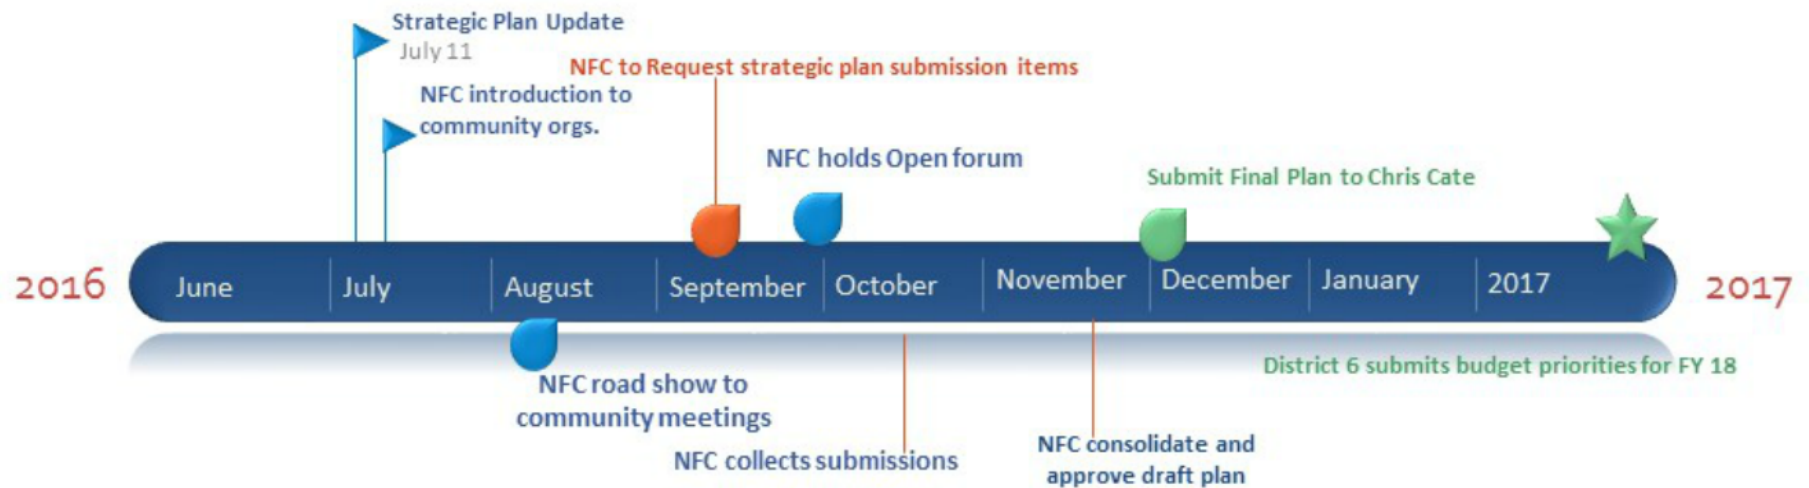 Strategic Plan Update
July 11
NFC to Request strategic plan submission items
NFC introduction to
community orgs.
NFC holds Open forum
Submit Final Plan to Chris Cate
2016
June
July
August
September
October
November
December
January
2017
2017
District 6 submits budget priorities for FY 18
NFC road show to
community meetings
NFC collects submissions
NFC consolidate and
approve draft plan